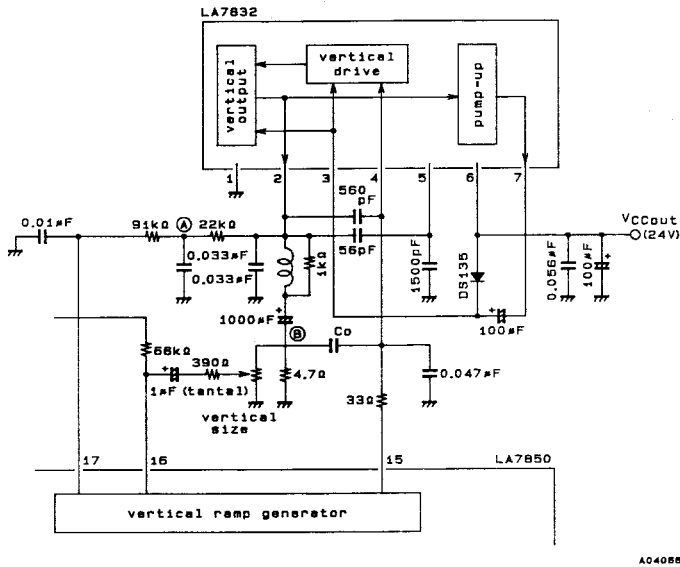 LA7832
vertical
output
vertical
drive
pump-up
1
2
3
4
5
6
7
560
pF
0.01μF
91kΩ
A
22kΩ
56pF
VCCout
(24V)
0.033μF
0.033μF
1kΩ
1500pF
DS135
0.056μF
100μF
1000μF
B
Co
100μF
56kΩ
390Ω
1μF (tantal)
4.7Ω
0.047μF
vertical
size
33Ω
17
16
15
LA7850
vertical ramp generator